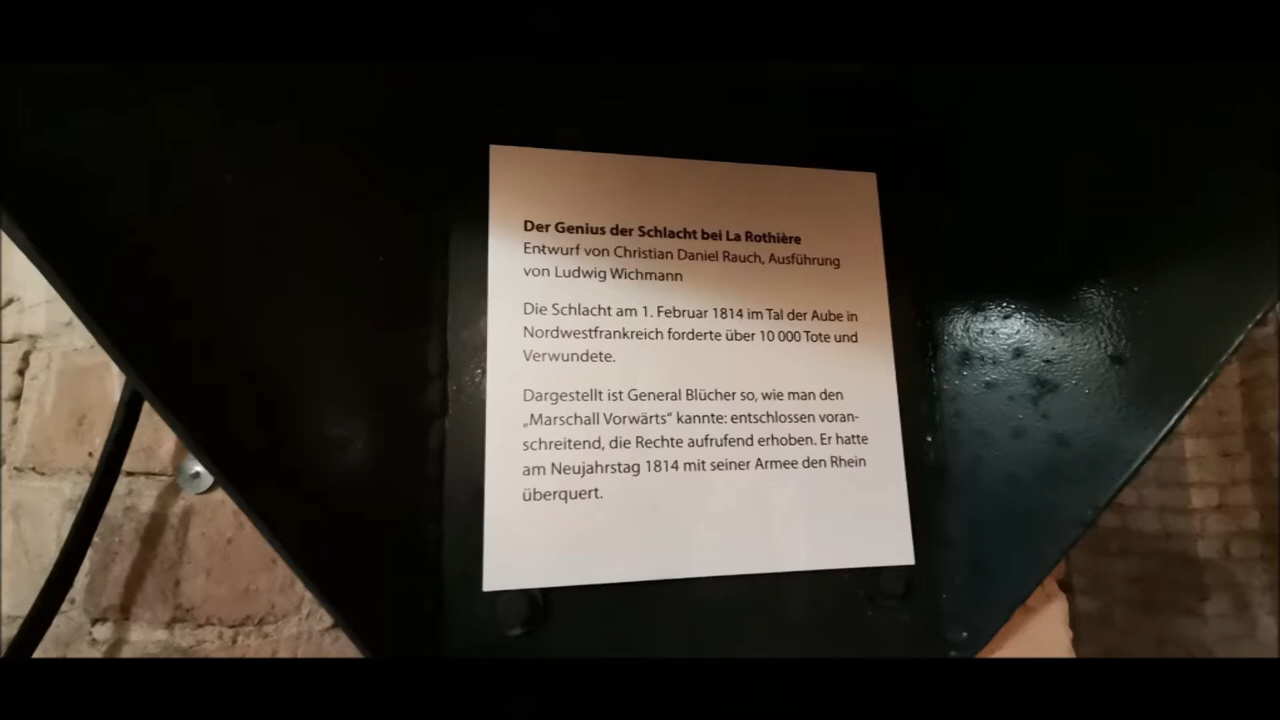 Der Genius der Schlacht bei La Rothière
Entwurf von Christian Daniel Rauch, Ausführung
von Ludwig Wichmann
Die Schlacht am 1. Februar 1814 im Tal der Aube in
Nordwestfrankreich forderte über 10 000 Tote und
Verwundete.
Dargestellt ist General Blücher so, wie man den
„Marschall Vorwärts“ kannte: entschlossen voran-
schreitend, die Rechte aufrufend erhoben. Er hatte
am Neujahrstag 1814 mit seiner Armee den Rhein
überquert.